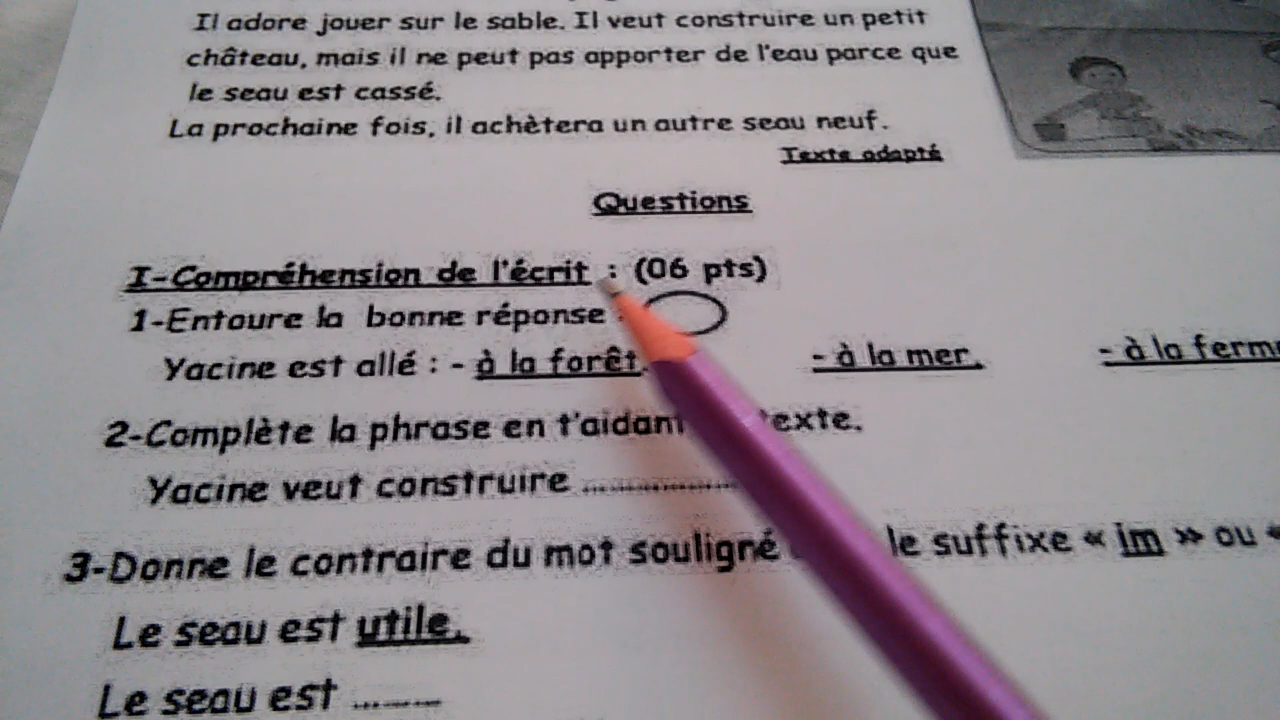 Il adore jouer sur le sable. Il veut construire un petit
château, mais il ne peut pas apporter de l'eau parce que
le seau est cassé.
La prochaine fois, il achètera un autre seau neuf.
Texte adapté
Questions
I-Compréhension de l'écrit : (06 pts)
1-Entoure la bonne réponse
Yacine est allé : - à la forêt. - à la mer. - à la ferme
2-Complète la phrase en t'aidant texte.
Yacine veut construire ..................
3-Donne le contraire du mot souligné le suffixe « im » ou «
Le seau est utile.
Le seau est .........